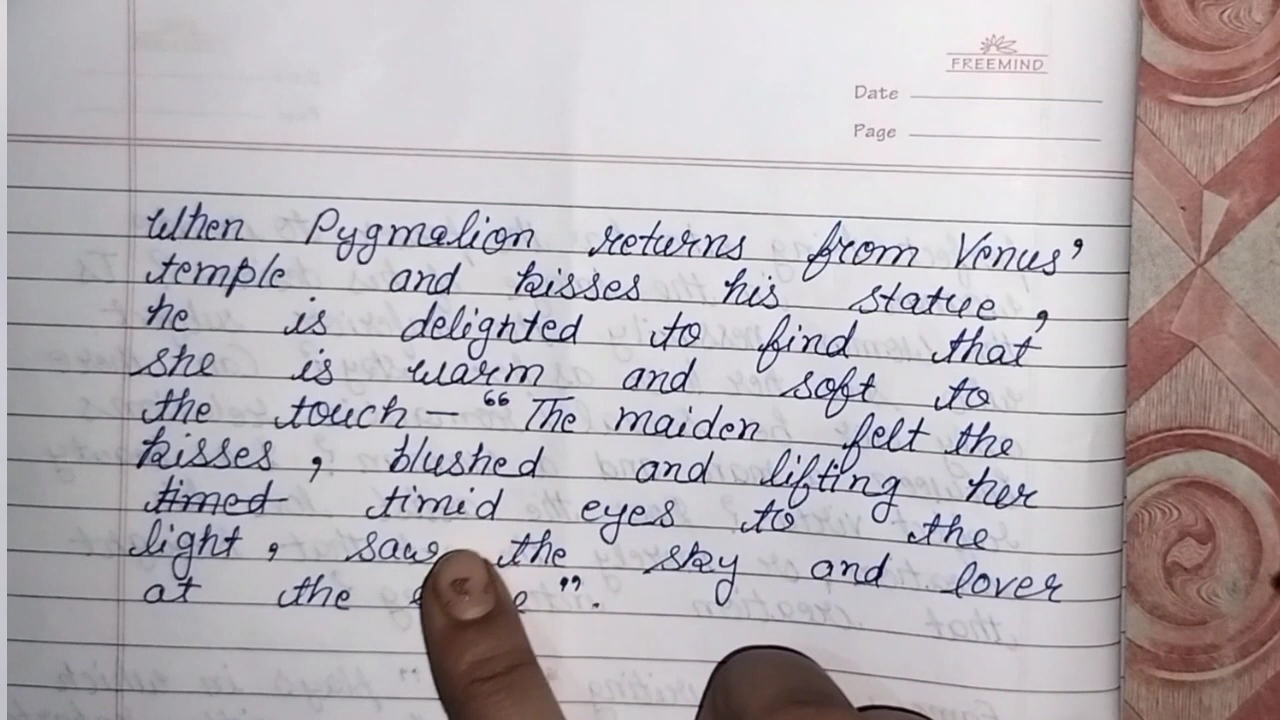 FREEMIND
Date
Page
When Pygmalion returns from Venus'
temple and kisses his statue,
he is delighted to find that
she is warm and soft to
the touch - "The maiden felt the
kisses, blushed and lifting her
timed timid eyes to the
light, saw the sky and lover
at the